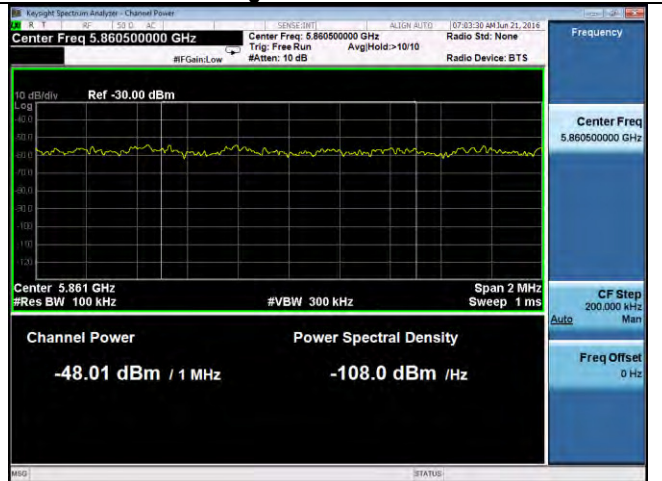 Keysight Spectrum Analyzer - Channel Power
R T RF 50 Ω AC SENSE:INT ALIGN AUTO 07:03:30 AM Jun 21, 2016
Center Freq 5.860500000 GHz
Center Freq: 5.860500000 GHz
Radio Std: None
Trig: Free Run Avg|Hold:>10/10
#IFGain:Low
#Atten: 10 dB
Radio Device: BTS
Frequency
10 dB/div Ref -30.00 dBm
Log
-40.0
-50.0
-60.0
-70.0
-80.0
-90.0
-100
-110
-120
Center 5.861 GHz Span 2 MHz
#Res BW 100 kHz #VBW 300 kHz Sweep 1 ms
Channel Power Power Spectral Density
-48.01 dBm / 1 MHz -108.0 dBm /Hz
Center Freq
5.860500000 GHz
CF Step
200.000 kHz
Auto Man
Freq Offset
0 Hz
MSG STATUS